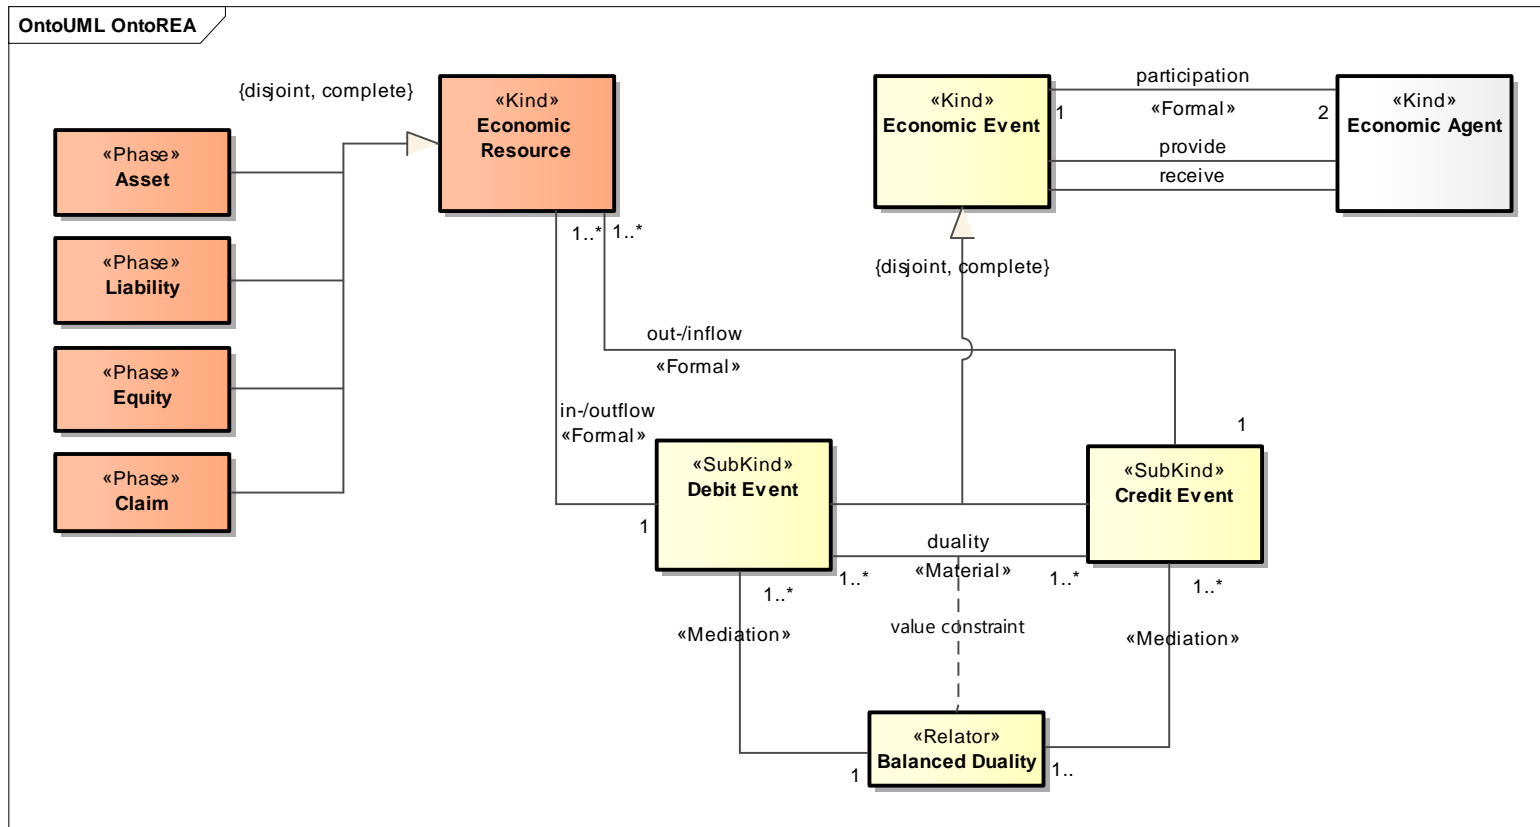 OntoUML OntoREA
{disjoint, complete}
«Phase»
Asset
«Phase»
Liability
«Phase»
Equity
«Phase»
Claim
«Kind»
Economic
Resource
1..*
1..*
«Kind»
Economic Event
participation
1
«Formal»
2
provide
receive
«Kind»
Economic Agent
{disjoint, complete}
out-/inflow
«Formal»
in-/outflow
«Formal»
1
1
«SubKind»
Debit Event
«SubKind»
Credit Event
duality
1..*
«Material»
1..*
1..*
1..*
«Mediation»
value constraint
«Mediation»
«Relator»
Balanced Duality
1
1..